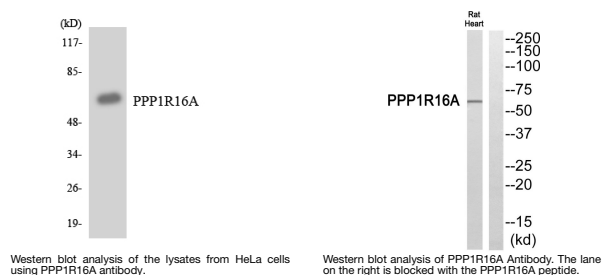 (kD)
117-
85-
PPP1R16A
48-
34-
26-
19-
Western blot analysis of the lysates from HeLa cells
using PPP1R16A antibody.
Rat
Heart
--250
--150
--100
--75
PPP1R16A
--50
--37
--25
--20
--15
(kd)
Western blot analysis of PPP1R16A Antibody. The lane
on the right is blocked with the PPP1R16A peptide.